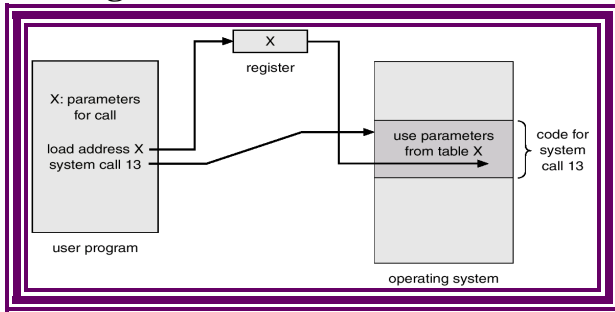 X
register
X: parameters
for call
load address X
system call 13
user program
use parameters
from table X
code for
system
call 13
operating system